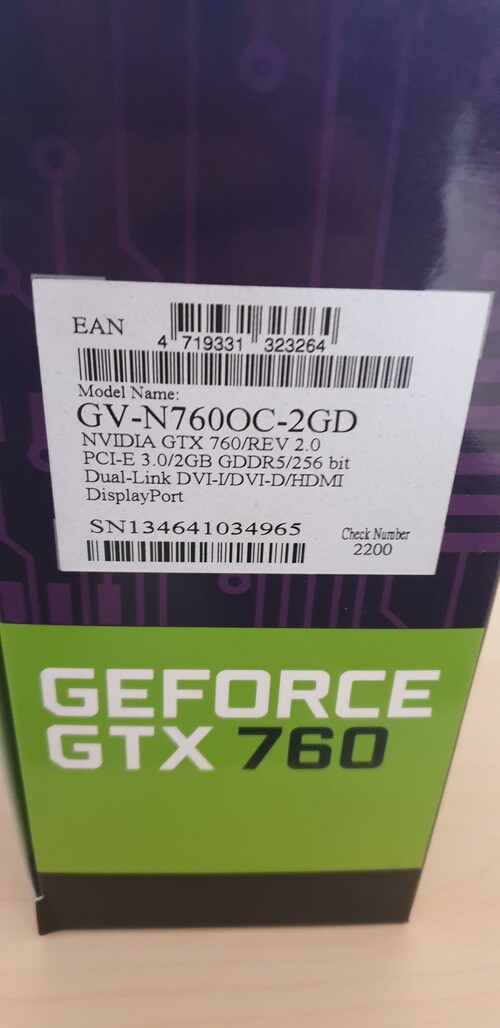 EAN
4 719331 323264
Model Name:
GV-N760OC-2GD
NVIDIA GTX 760/REV 2.0
PCI-E 3.0/2GB GDDR5/256 bit
Dual-Link DVI-I/DVI-D/HDMI
DisplayPort
SN134641034965
Check Number
2200
GEFORCE
GTX 760